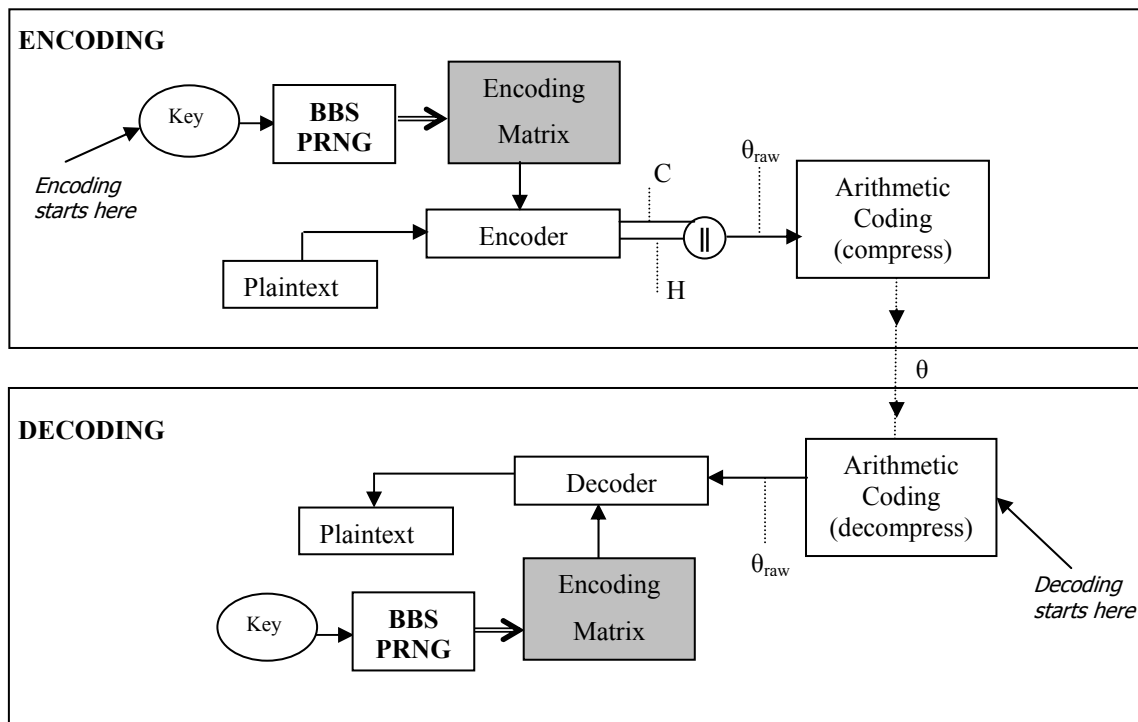 ENCODING
Key
BBS
PRNG
Encoding
Matrix
Encoding
starts here
Plaintext
Encoder
C
H
||
θraw
Arithmetic
Coding
(compress)
θ
DECODING
Arithmetic
Coding
(decompress)
Decoding
starts here
θraw
Decoder
Plaintext
Encoding
Matrix
Key
BBS
PRNG